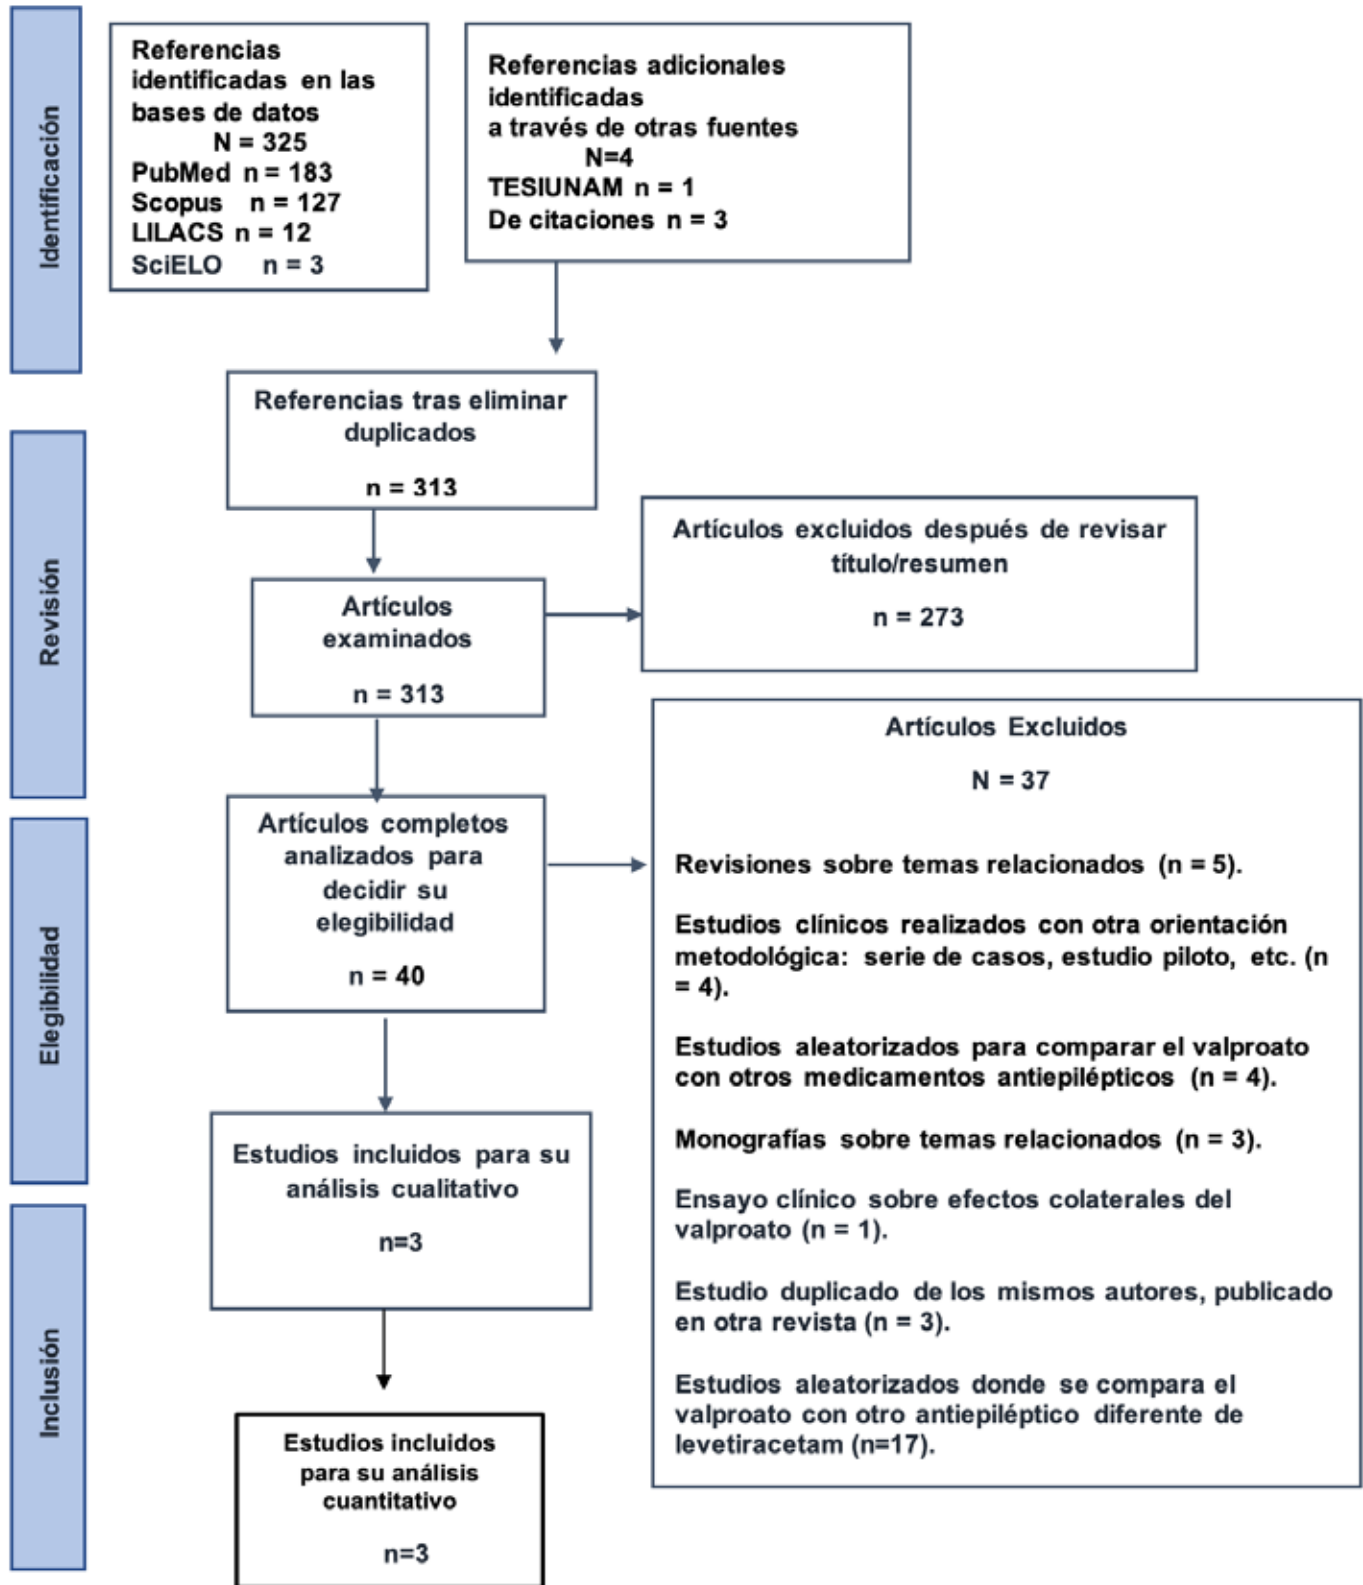 Identificación
Referencias
identificadas en las
bases de datos
N = 325
PubMed n = 183
Scopus n = 127
LILACS n = 12
SciELO n = 3
Referencias adicionales
identificadas
a través de otras fuentes
N=4
TESIUNAM n = 1
De citaciones n = 3
Revisión
Referencias tras eliminar
duplicados
n = 313
Artículos
examinados
n = 313
Artículos excluidos después de revisar
título/resumen
n = 273
Elegibilidad
Artículos completos
analizados para
decidir su
elegibilidad
n = 40
Artículos Excluidos
N = 37
Revisiones sobre temas relacionados (n = 5).
Estudios clínicos realizados con otra orientación
metodológica: serie de casos, estudio piloto, etc. (n
= 4).
Estudios aleatorizados para comparar el valproato
con otros medicamentos antiepilépticos (n = 4).
Monografías sobre temas relacionados (n = 3).
Ensayo clínico sobre efectos colaterales del
valproato (n = 1).
Estudio duplicado de los mismos autores, publicado
en otra revista (n = 3).
Estudios aleatorizados donde se compara el
valproato con otro antiepiléptico diferente de
levetiracetam (n=17).
Estudios incluidos para su
análisis cualitativo
n=3
Inclusión
Estudios incluidos
para su análisis
cuantitativo
n=3